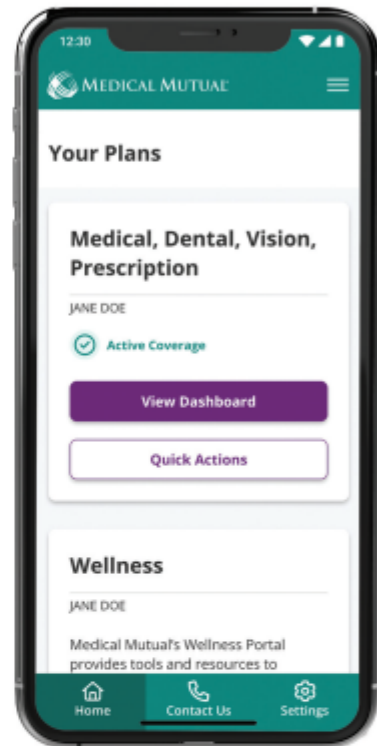 12:30
MEDICAL MUTUAL
Your Plans
Medical, Dental, Vision,
Prescription
JANE DOE
Active Coverage
View Dashboard
Quick Actions
Wellness
JANE DOE
Medical Mutual's Wellness Portal
provides tools and resources to
Home
Contact Us
Settings